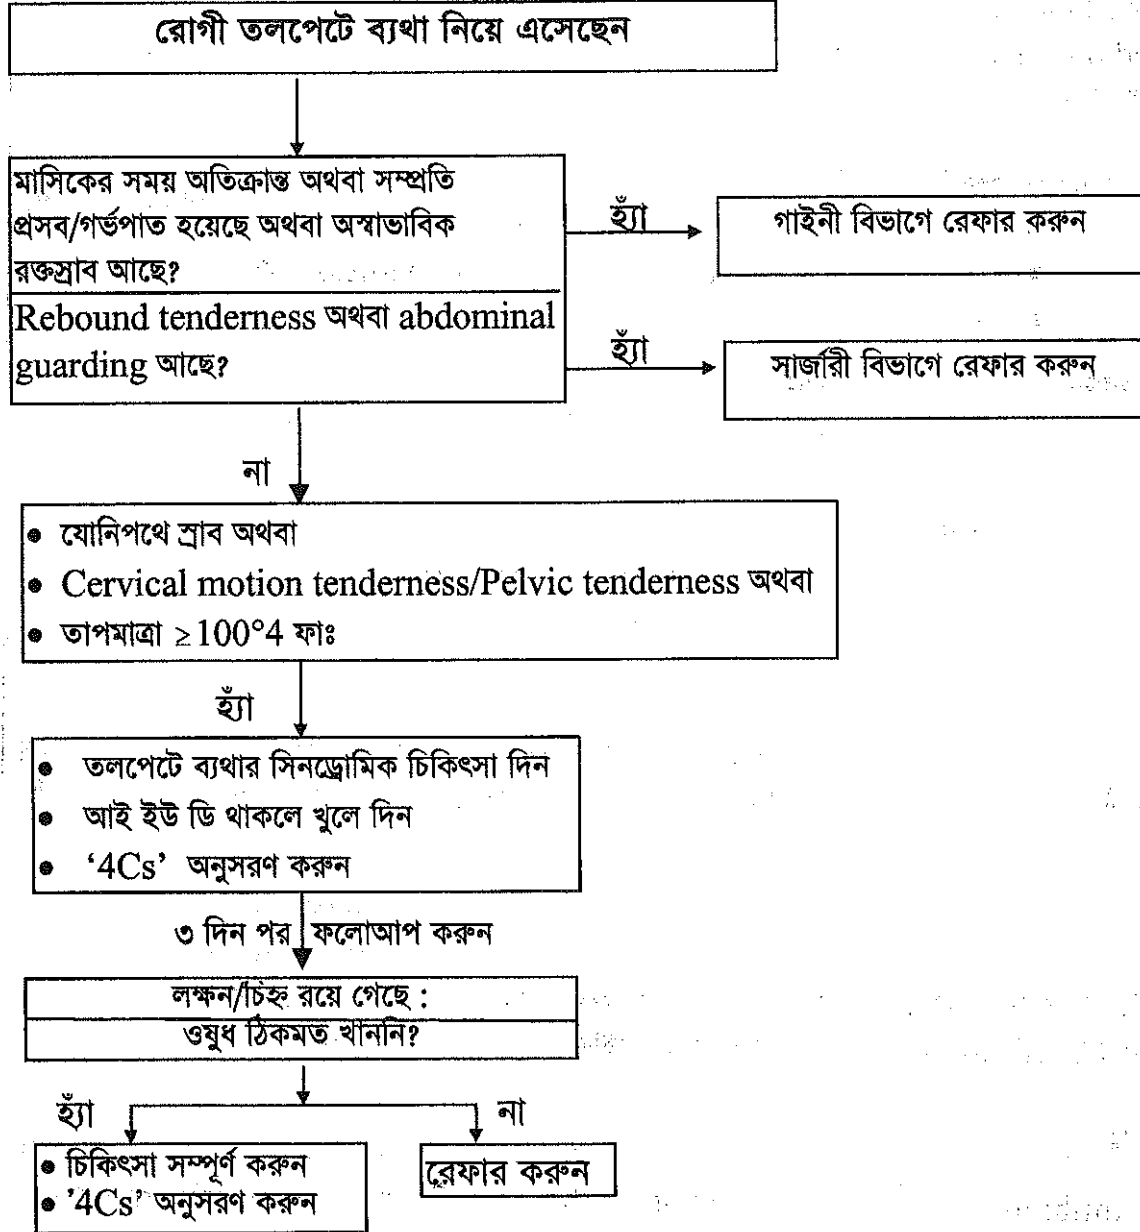 রোগী তলপেটে ব্যথা নিয়ে এসেছেন
মাসিকের সময় অতিক্রান্ত অথবা সম্প্রতি
প্রসব/গর্ভপাত হয়েছে অথবা অস্বাভাবিক
রক্তস্রাব আছে?
হ্যাঁ
গাইনী বিভাগে রেফার করুন
Rebound tenderness অথবা abdominal
guarding আছে?
হ্যাঁ
সার্জারী বিভাগে রেফার করুন
না
• যোনিপথে স্রাব অথবা
• Cervical motion tenderness/Pelvic tenderness অথবা
• তাপমাত্রা ≥100°4 ফাঃ
হ্যাঁ
• তলপেটে ব্যথার সিনড্রোমিক চিকিৎসা দিন
• আই ইউ ডি থাকলে খুলে দিন
• ‘4Cs’ অনুসরণ করুন
৩ দিন পর ফলোআপ করুন
লক্ষন/চিহ্ন রয়ে গেছে :
ওষুধ ঠিকমত খাননি?
হ্যাঁ
না
• চিকিৎসা সম্পূর্ণ করুন
• ’4Cs’ অনুসরণ করুন
রেফার করুন